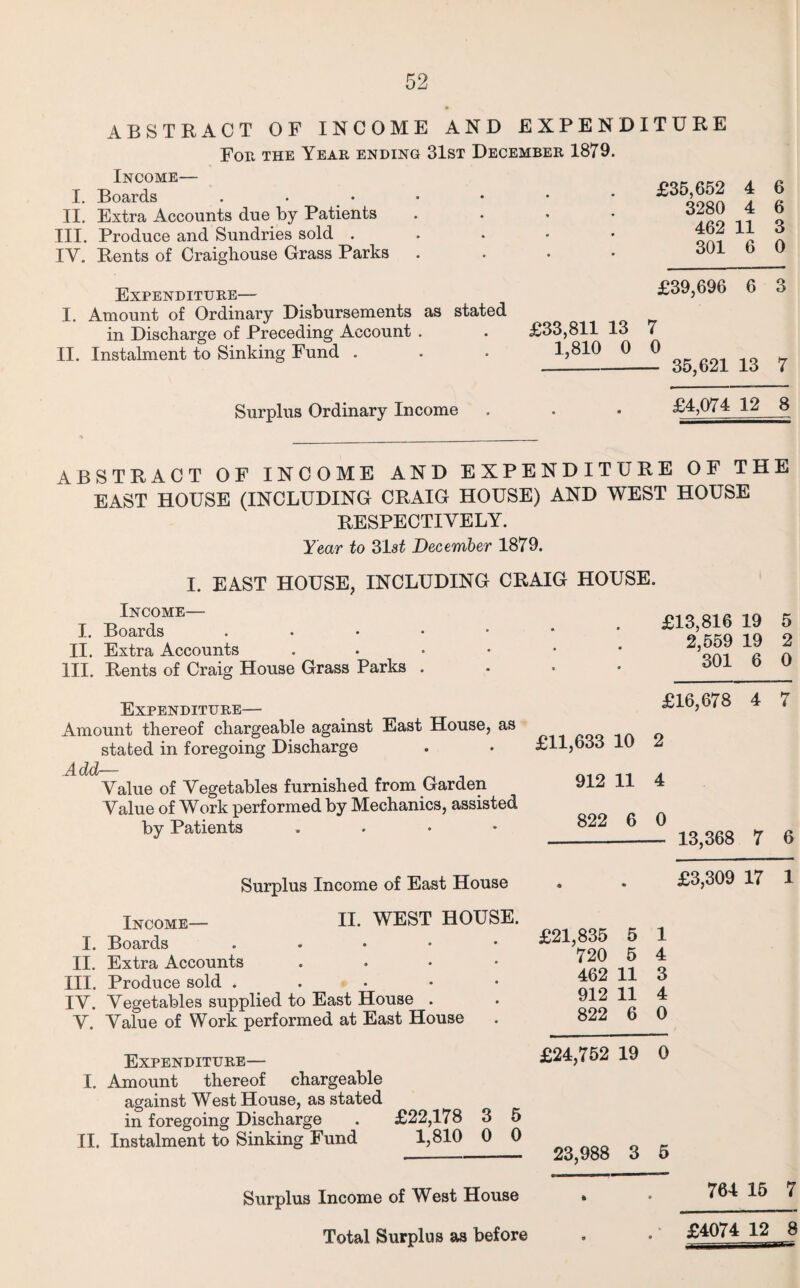 52
ABSTRACT OF INCOME AND EXPENDITURE
For the Year ending 31st December 1879.
Income—
I. Boards . . . . . . . £35,652 4 6
II. Extra Accounts due by Patients . . . . 3280 4 6
III. Produce and Sundries sold . . . . . 462 11 3
IV. Rents of Craighouse Grass Parks . . . . 301 6 0
£39,696 6 3
Expenditure—
I. Amount of Ordinary Disbursements as stated
in Discharge of Preceding Account . . £33,811 13 7
II. Instalment to Sinking Fund . . . 1,810 0 0
35,621 13 7
Surplus Ordinary Income . . . £4,074 12 8
ABSTRACT OF INCOME AND EXPENDITURE OF THE
EAST HOUSE (INCLUDING CRAIG HOUSE) AND WEST HOUSE
RESPECTIVELY.
Year to 31st December 1879.
I. EAST HOUSE, INCLUDING CRAIG HOUSE.
Income—
I. Boards . . . . . . . £13,816 19 5
II. Extra Accounts . . . . . . 2,559 19 2
III. Rents of Craig House Grass Parks . . . . 301 6 0
£16,678 4 7
Expenditure—
Amount thereof chargeable against East House, as
stated in foregoing Discharge . . £11,633 10 2
Add—
Value of Vegetables furnished from Garden 912 11 4
Value of Work performed by Mechanics, assisted
by Patients . . . . 822 6 0
13,368 7 6
Surplus Income of East House . . £3,309 17 1
II. WEST HOUSE.
Income—
I. Boards . . . . . £21,835 5 1
II. Extra Accounts . . . . 720 5 4
III. Produce sold . . . . . 462 11 3
IV. Vegetables supplied to East House . . 912 11 4
V. Value of Work performed at East House . 822 6 0
£24,752 19 0
Expenditure—
I. Amount thereof chargeable
against West House, as stated
in foregoing Discharge . £22,178 3 5
II. Instalment to Sinking Fund 1,810 0 0
23,988 3 5
Surplus Income of West House . . 764 15 7
Total Surplus as before . . £4074 12 8